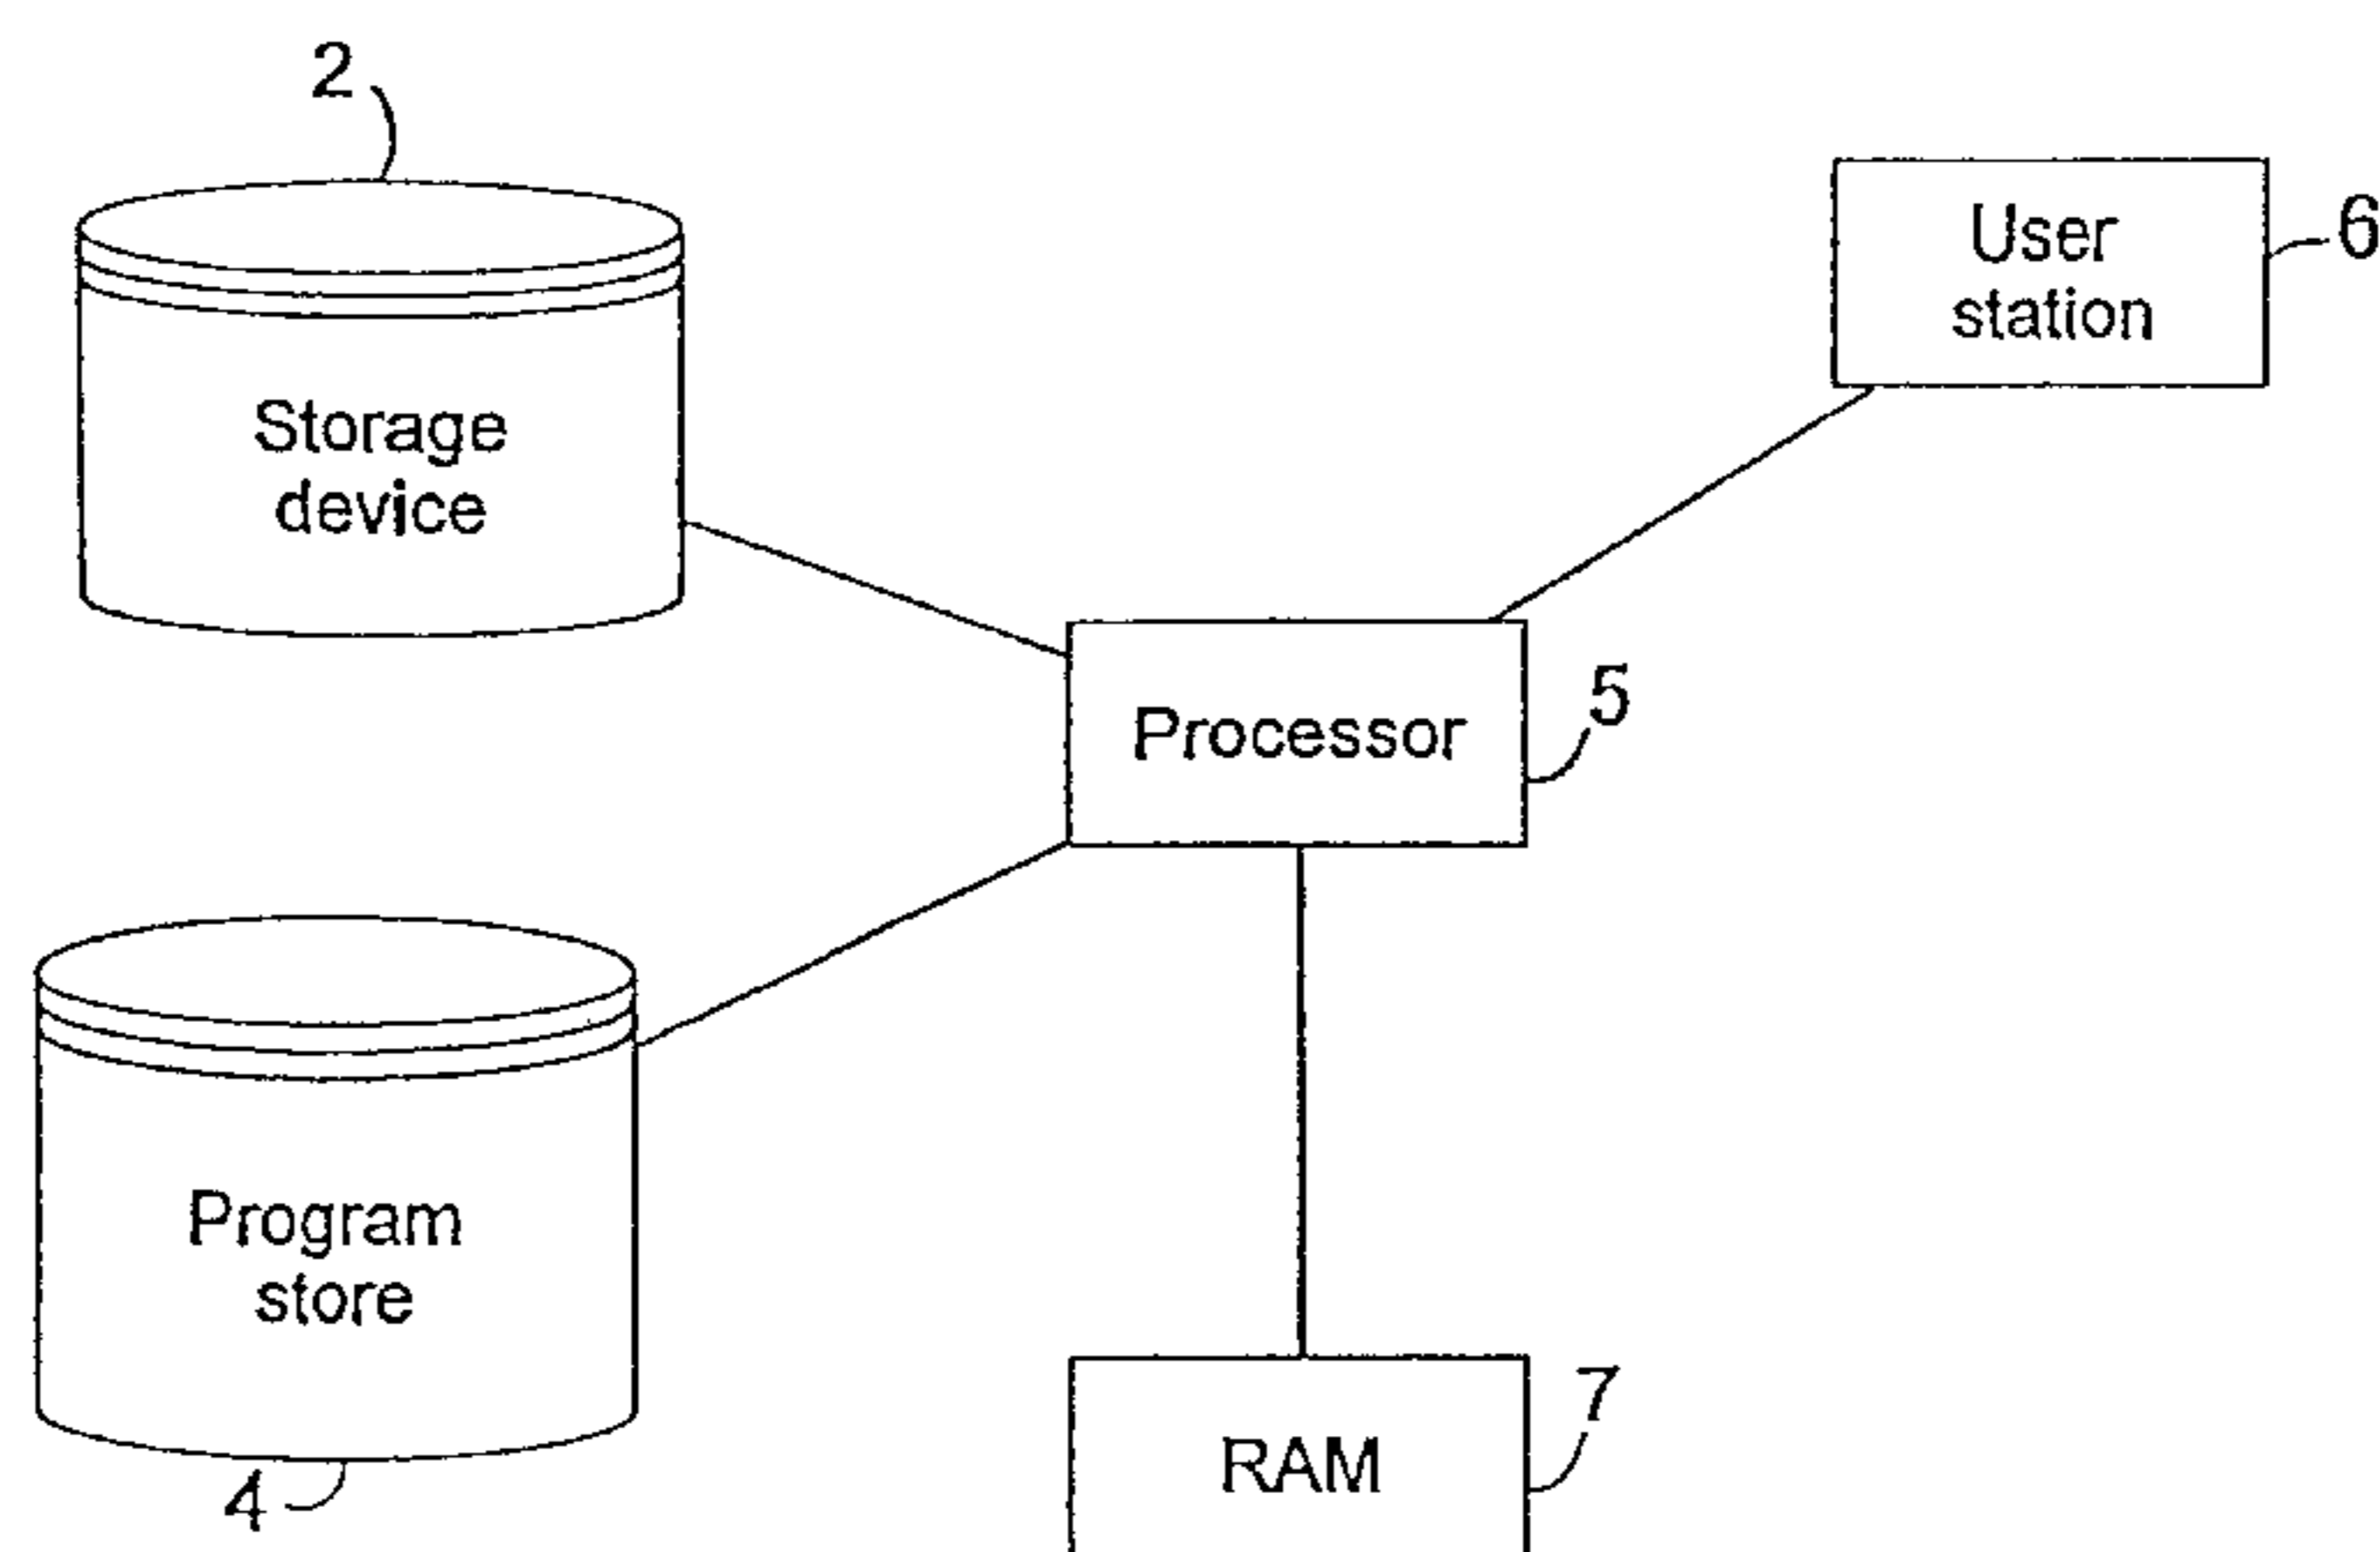 2
Storage
device
User
station
6
Processor
5
Program
store
4
RAM
7